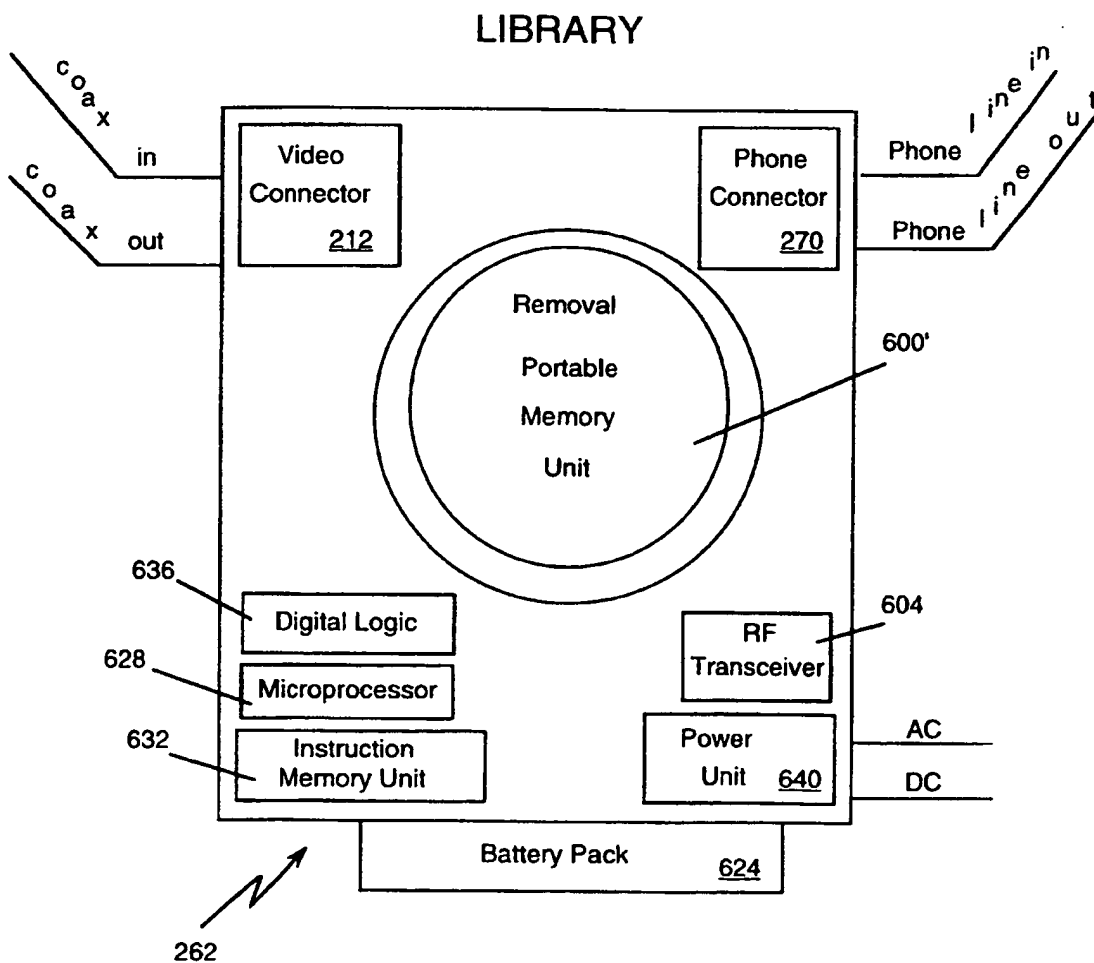 LIBRARY
coax in
coax out
Video
Connector
212
Phone
Connector
270
Phone line in
Phone line out
Removal
Portable
Memory
Unit
600'
636
Digital Logic
628
Microprocessor
632
Instruction
Memory Unit
604
RF
Transceiver
Power
Unit 640
AC
DC
Battery Pack 624
262